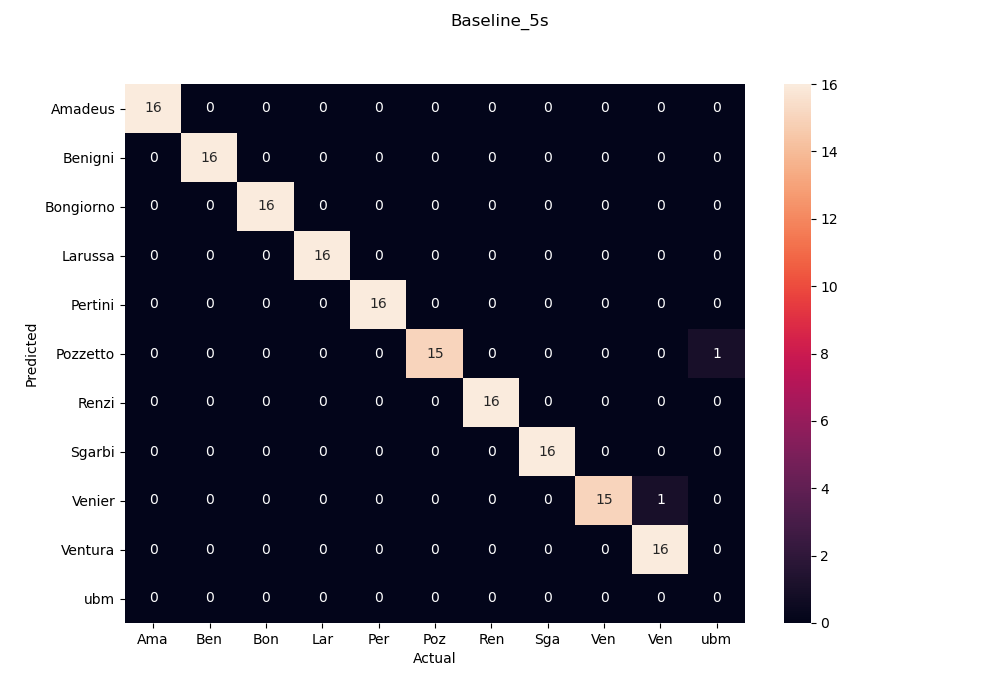 Baseline_5s
Amadeus 16 0 0 0 0 0 0 0 0 0 0
Benigni 0 16 0 0 0 0 0 0 0 0 0
Bongiorno 0 0 16 0 0 0 0 0 0 0 0
Larussa 0 0 0 16 0 0 0 0 0 0 0
Pertini 0 0 0 0 16 0 0 0 0 0 0
Pozzetto 0 0 0 0 0 15 0 0 0 0 1
Renzi 0 0 0 0 0 0 16 0 0 0 0
Sgarbi 0 0 0 0 0 0 0 16 0 0 0
Venier 0 0 0 0 0 0 0 0 15 1 0
Ventura 0 0 0 0 0 0 0 0 0 16 0
ubm 0 0 0 0 0 0 0 0 0 0 0
Ama Ben Bon Lar Per Poz Ren Sga Ven Ven ubm
Actual
Predicted
16
14
12
10
8
6
4
2
0